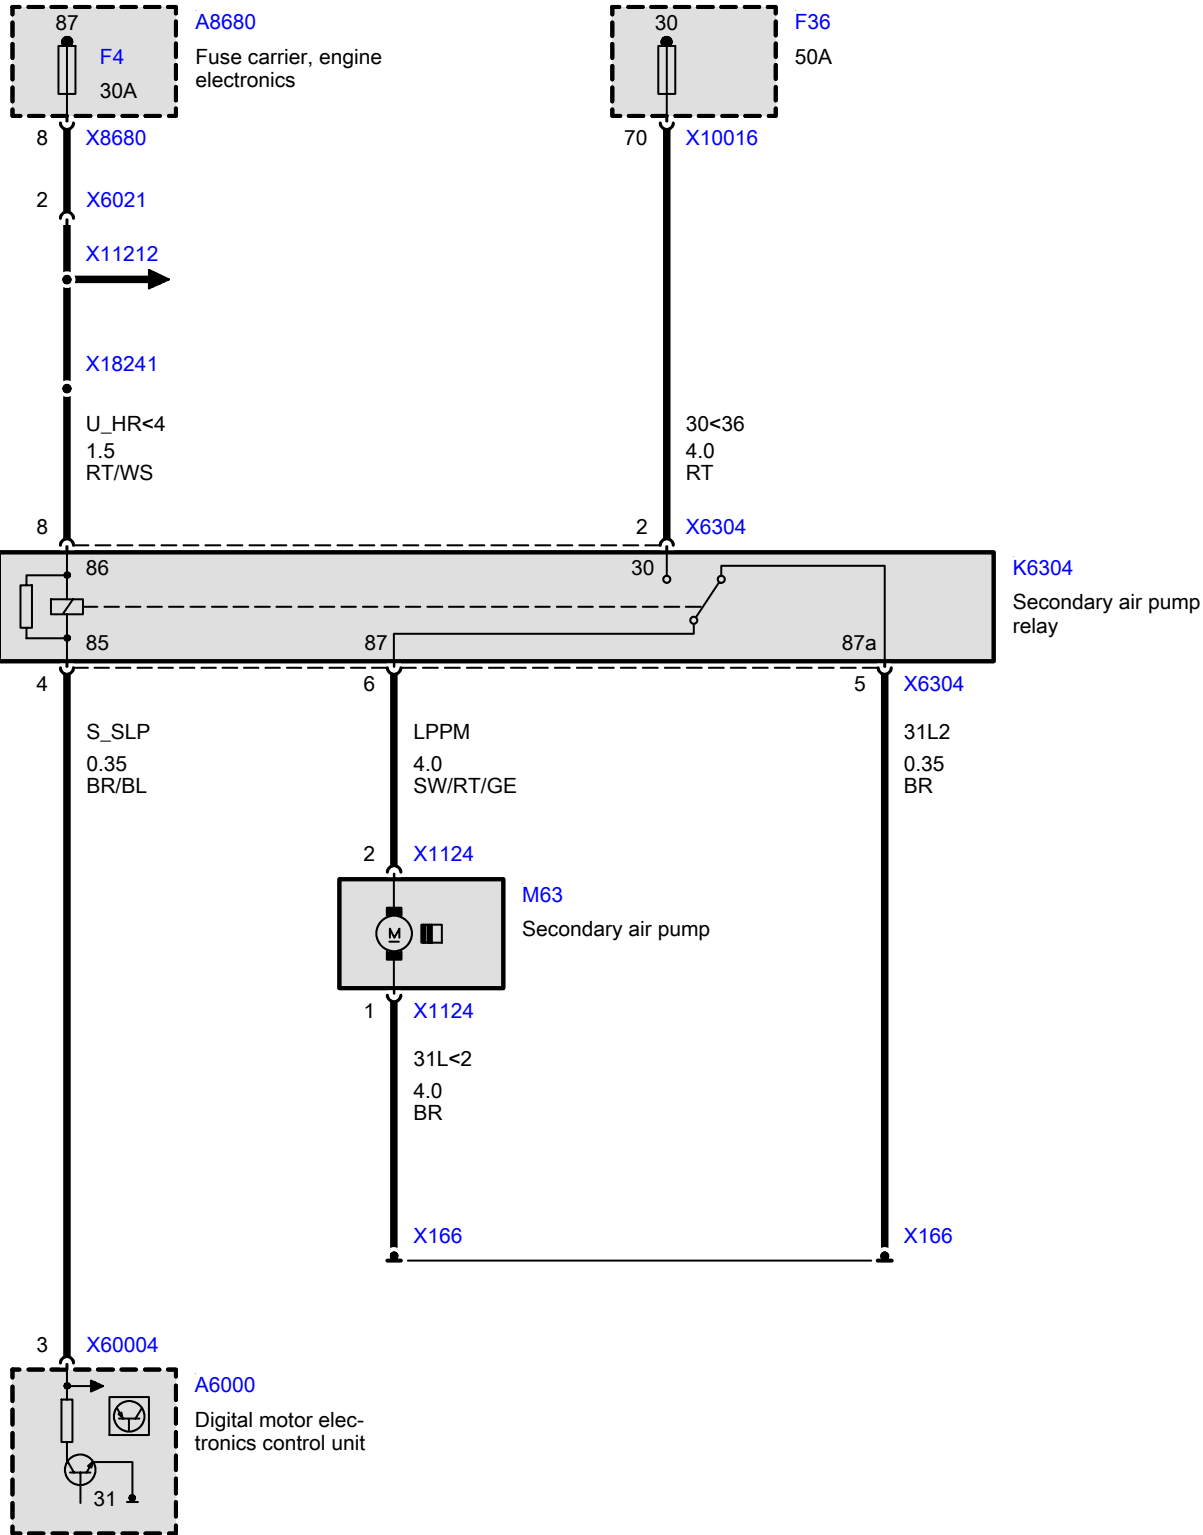 87
A8680
F4
30A
Fuse carrier, engine
electronics
30
F36
50A
8
X8680
70
X10016
2
X6021
X11212
X18241
U_HR<4
1.5
RT/WS
30<36
4.0
RT
8
2
X6304
86
30
K6304
Secondary air pump
relay
85
87
87a
4
6
5
X6304
S_SLP
0.35
BR/BL
LPPM
4.0
SW/RT/GE
31L2
0.35
BR
2
X1124
M63
Secondary air pump
M
1
X1124
31L<2
4.0
BR
X166
X166
3
X60004
A6000
Digital motor elec-
tronics control unit
31